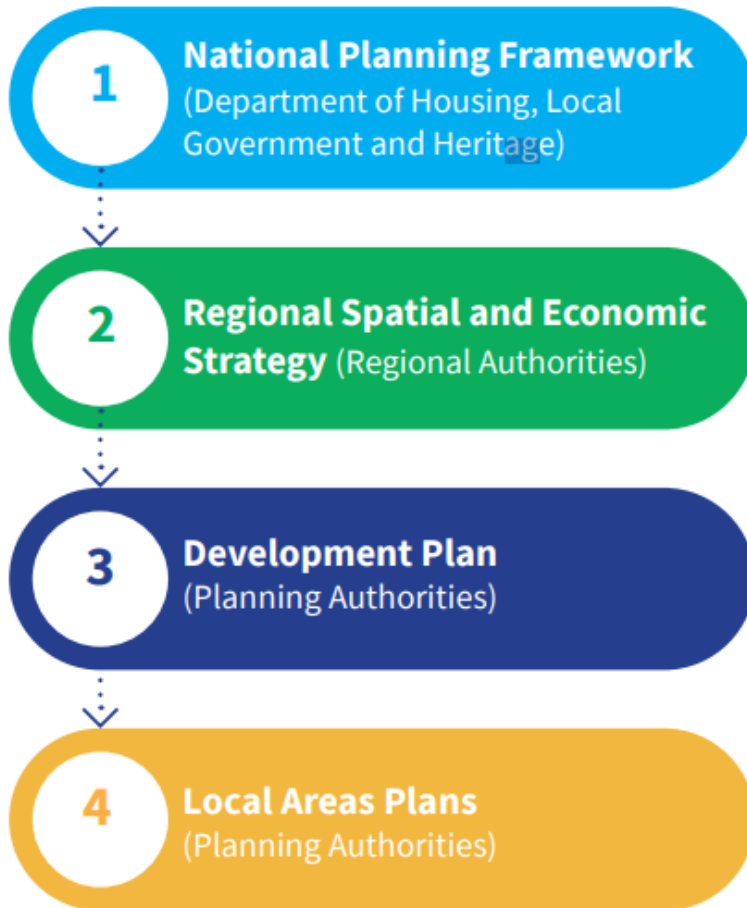 1
National Planning Framework
(Department of Housing, Local
Government and Heritage)
2
Regional Spatial and Economic
Strategy (Regional Authorities)
3
Development Plan
(Planning Authorities)
4
Local Areas Plans
(Planning Authorities)